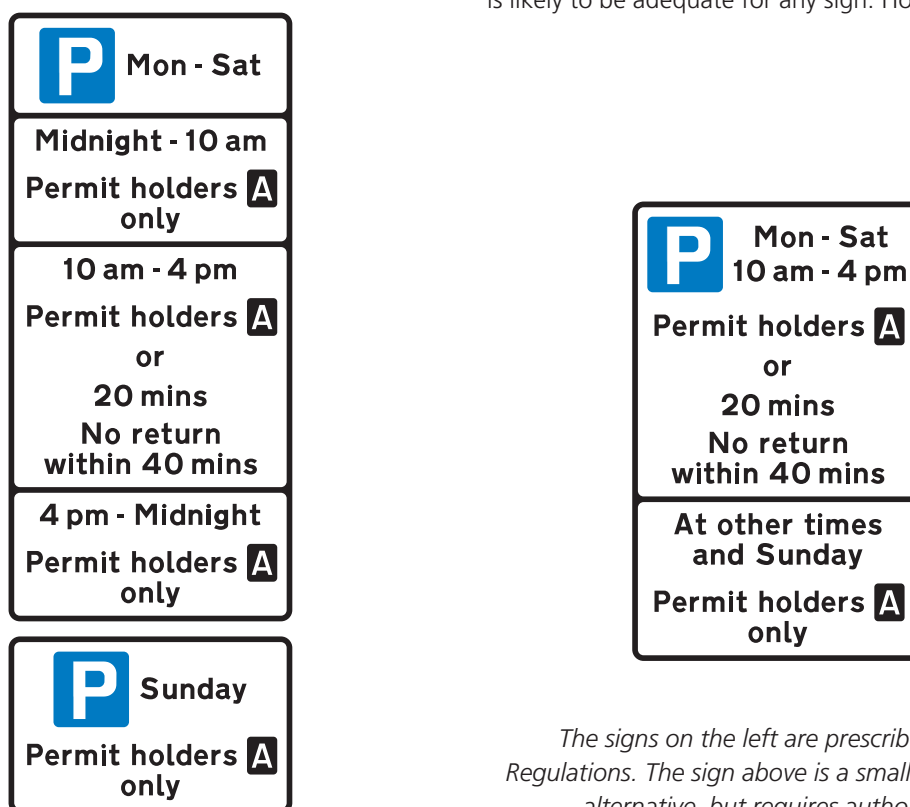 is likely to be adequate for any sign. Ho
P Mon - Sat
Midnight - 10 am
Permit holders A
only
10 am - 4 pm
Permit holders A
or
20 mins
No return
within 40 mins
4 pm - Midnight
Permit holders A
only
P Sunday
Permit holders A
only
P Mon - Sat
10 am - 4 pm
Permit holders A
or
20 mins
No return
within 40 mins
At other times
and Sunday
Permit holders A
only
The signs on the left are prescrib
Regulations. The sign above is a small
alternative, but requires autho